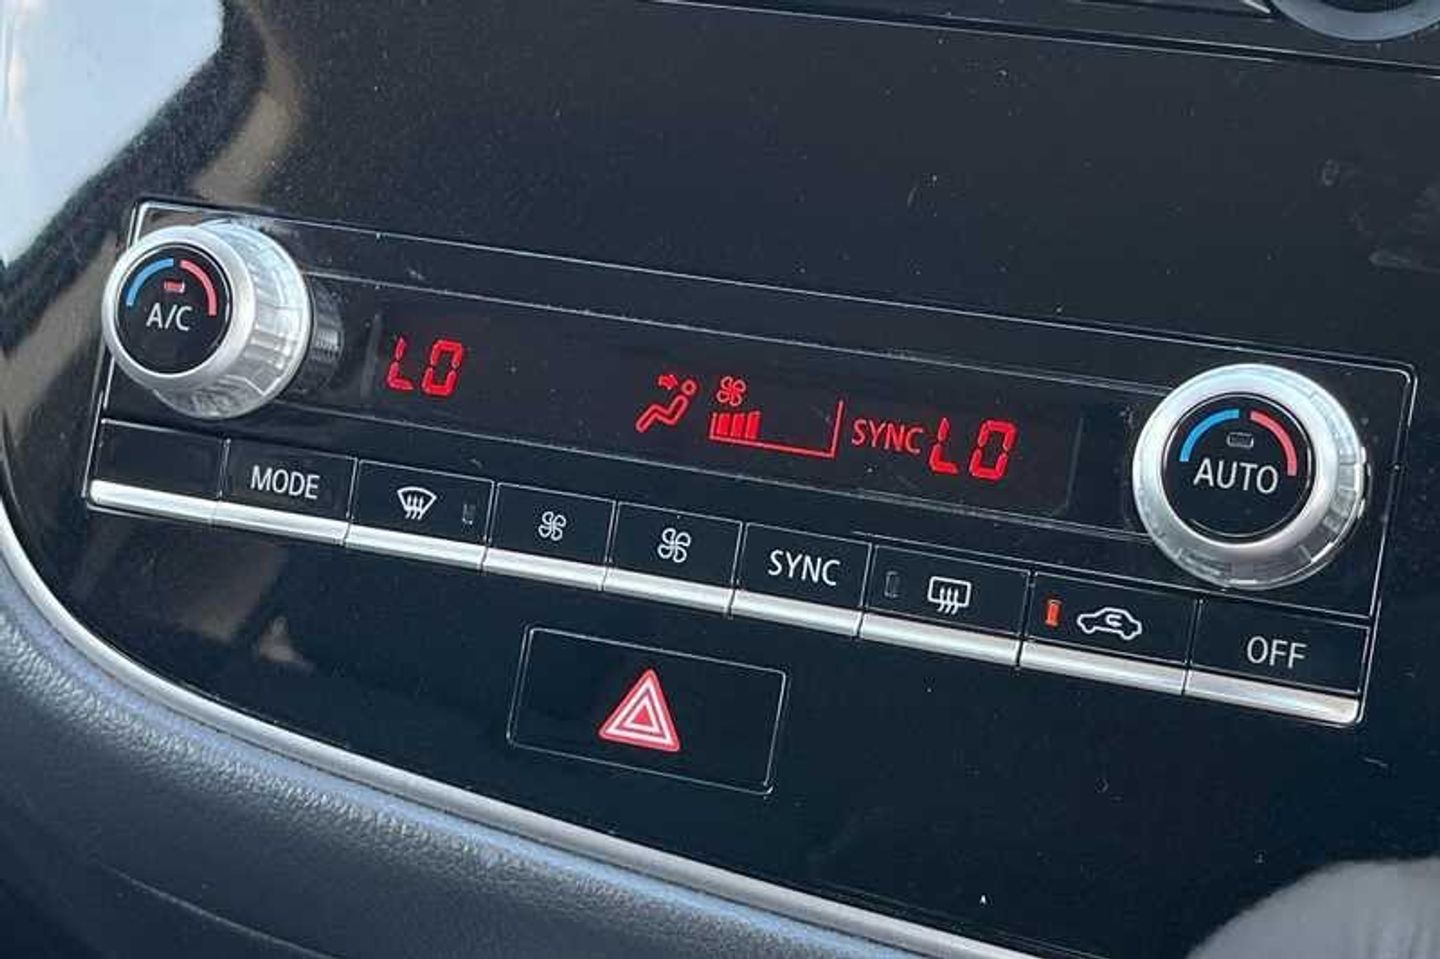 A/C
LO
SYNC LO
AUTO
MODE
SYNC
OFF